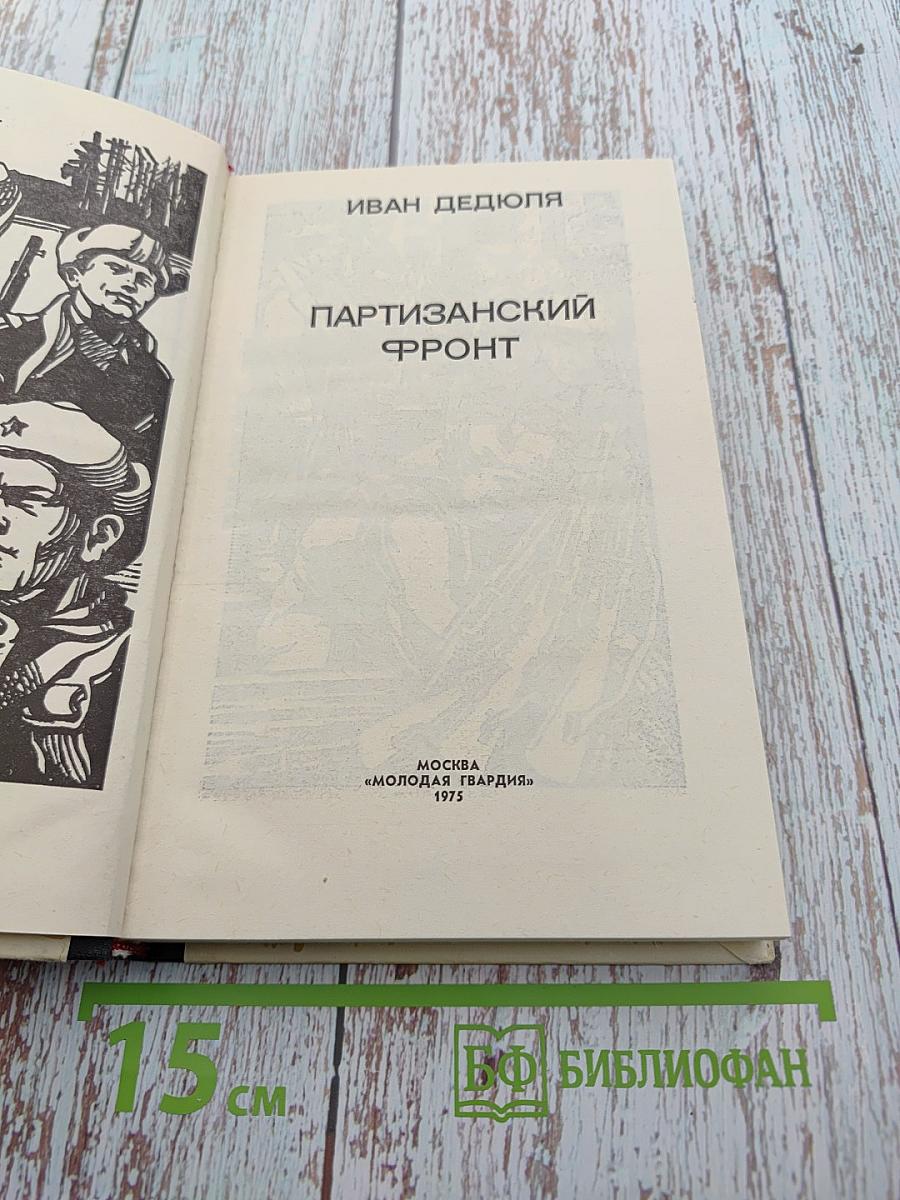 ИВАН ДЕДЮЛЯ
ПАРТИЗАНСКИЙ
ФРОНТ
МОСКВА
«МОЛОДАЯ ГВАРДИЯ»
1975
15 см
БФ БИБЛИОФАН